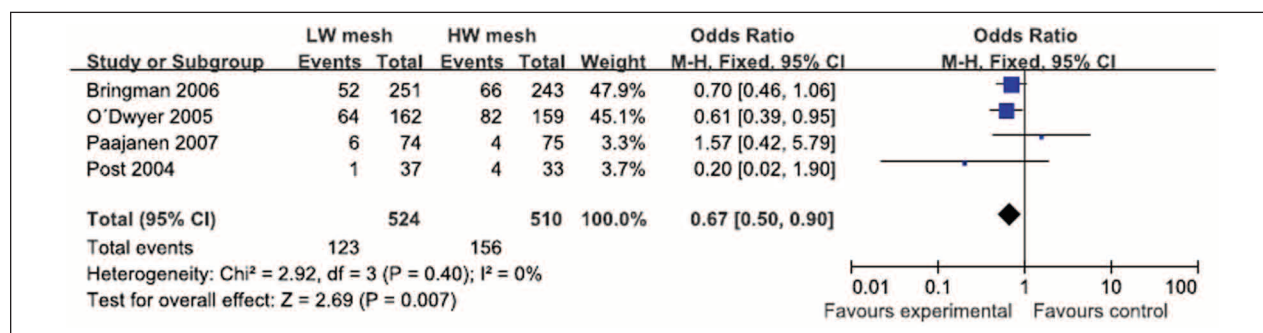 LW mesh HW mesh Odds Ratio Odds Ratio
Study or Subgroup Events Total Events Total Weight M-H, Fixed, 95% CI M-H, Fixed, 95% CI
Bringman 2006 52 251 66 243 47.9% 0.70 [0.46, 1.06]
O´Dwyer 2005 64 162 82 159 45.1% 0.61 [0.39, 0.95]
Paajanen 2007 6 74 4 75 3.3% 1.57 [0.42, 5.79]
Post 2004 1 37 4 33 3.7% 0.20 [0.02, 1.90]
Total (95% CI) 524 510 100.0% 0.67 [0.50, 0.90]
Total events 123 156
Heterogeneity: Chi² = 2.92, df = 3 (P = 0.40); I² = 0%
Test for overall effect: Z = 2.69 (P = 0.007)
0.01 0.1 1 10 100
Favours experimental Favours control